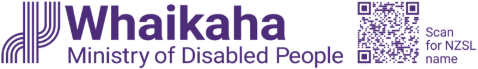 Whaikaha
Ministry of Disabled People
Scan
for NZSL
name